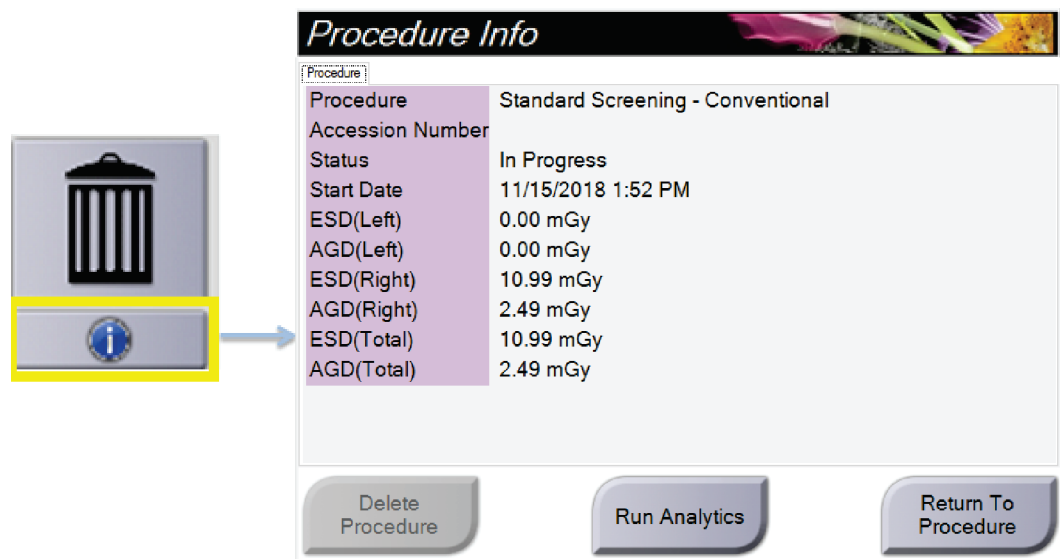 Procedure Info
Procedure
Procedure Standard Screening - Conventional
Accession Number
Status In Progress
Start Date 11/15/2018 1:52 PM
ESD(Left) 0.00 mGy
AGD(Left) 0.00 mGy
ESD(Right) 10.99 mGy
AGD(Right) 2.49 mGy
ESD(Total) 10.99 mGy
AGD(Total) 2.49 mGy
Delete
Procedure
Run Analytics
Return To
Procedure